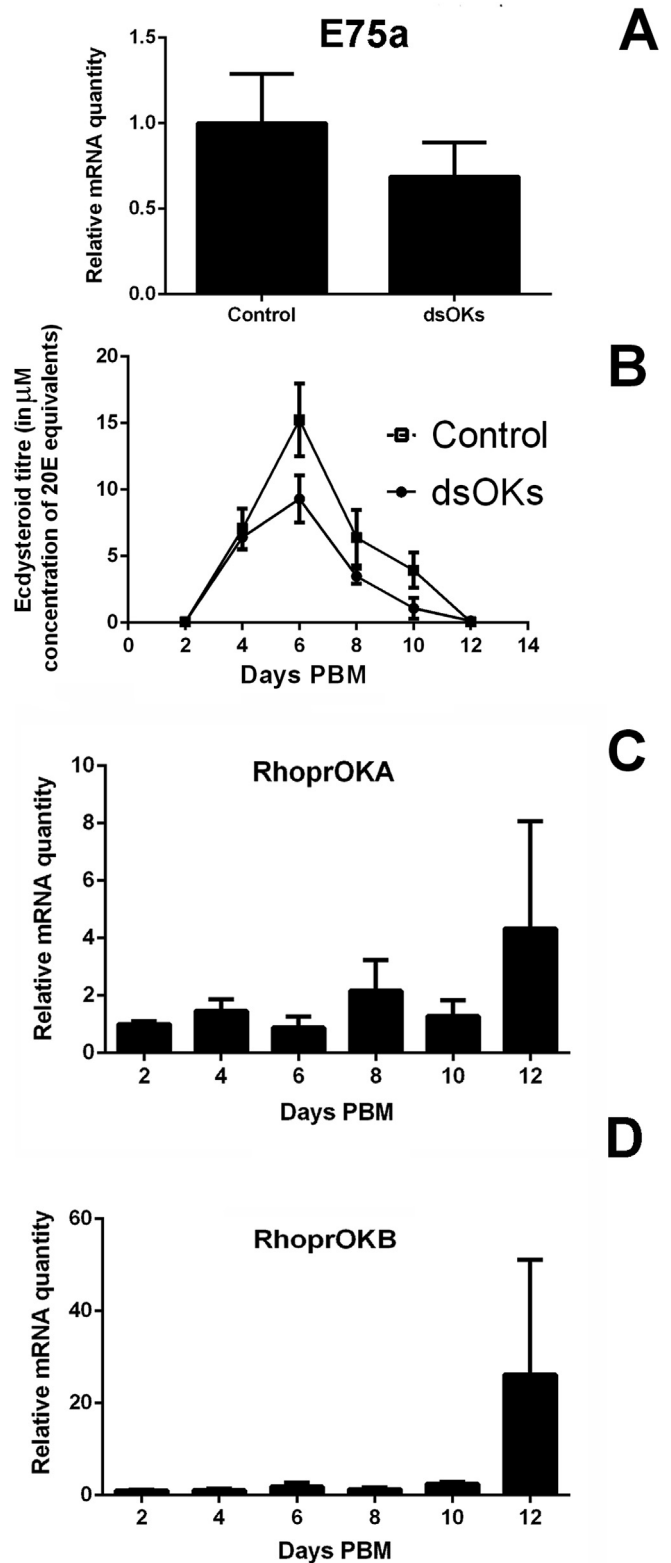 E75a
A
Relative mRNA quantity
1.5
1.0
0.5
0.0
Control
dsOKs
B
Ecdysteroid titre (in μM
concentration of 20E equivalents)
20
15
10
5
0
Control
dsOKs
0 2 4 6 8 10 12 14
Days PBM
C
RhoprOKA
Relative mRNA quantity
10
8
6
4
2
0
2 4 6 8 10 12
Days PBM
D
RhoprOKB
Relative mRNA quantity
60
40
20
0
2 4 6 8 10 12
Days PBM